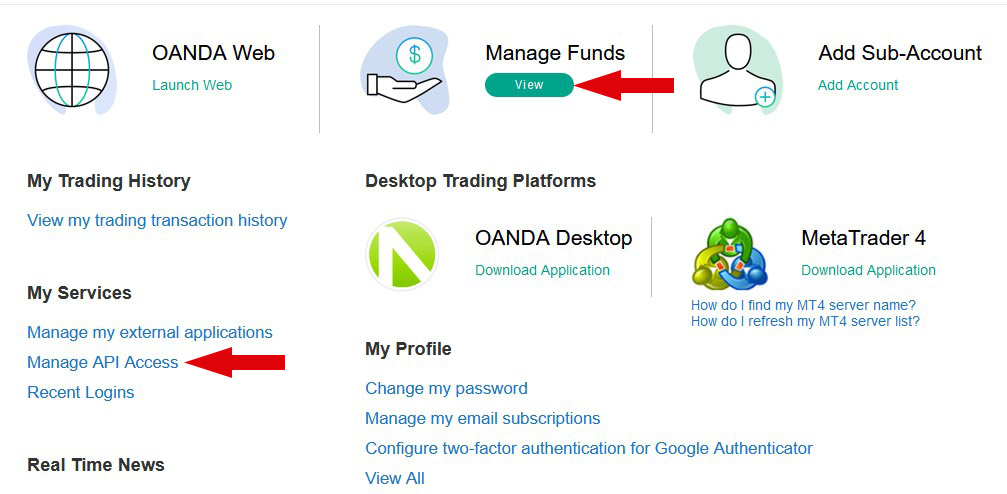 OANDA Web
Launch Web
Manage Funds
View
Add Sub-Account
Add Account
My Trading History
View my trading transaction history
My Services
Manage my external applications
Manage API Access
Recent Logins
Real Time News
Desktop Trading Platforms
OANDA Desktop
Download Application
MetaTrader 4
Download Application
How do I find my MT4 server name?
How do I refresh my MT4 server list?
My Profile
Change my password
Manage my email subscriptions
Configure two-factor authentication for Google Authenticator
View All